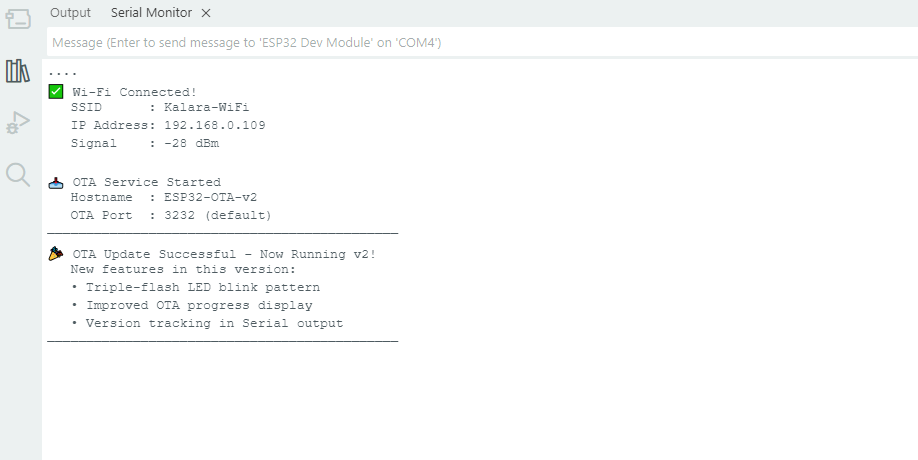 Output Serial Monitor
Message (Enter to send message to 'ESP32 Dev Module' on 'COM4')
....
✅ Wi-Fi Connected!
SSID      : Kalara-WiFi
IP Address: 192.168.0.109
Signal    : -28 dBm
📥 OTA Service Started
Hostname  : ESP32-OTA-v2
OTA Port  : 3232 (default)
🎉 OTA Update Successful - Now Running v2!
New features in this version:
• Triple-flash LED blink pattern
• Improved OTA progress display
• Version tracking in Serial output